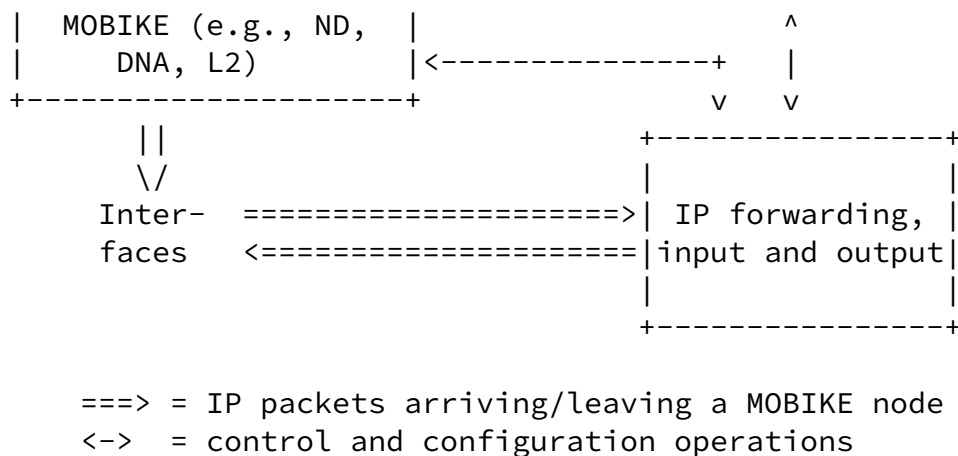 |  MOBIKE (e.g., ND,  |                    ^
|     DNA, L2)        |<---------------+   |
+---------------------+                v   v
       ||                          +----------------+
       \/                          |                |
     Inter-  =====================>| IP forwarding, |
     faces   <=====================|input and output|
                                   |                |
                                   +----------------+
===> = IP packets arriving/leaving a MOBIKE node
<-> = control and configuration operations